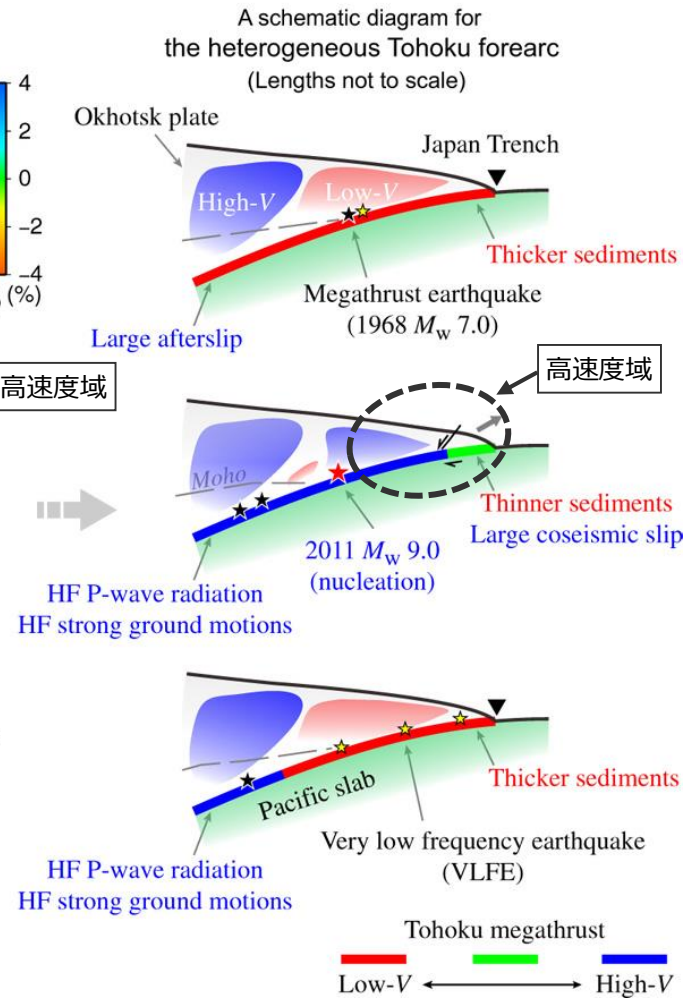 A schematic diagram for
the heterogeneous Tohoku forearc
(Lengths not to scale)
4
2
0
−2
−4
(%)
Okhotsk plate
Japan Trench
High-V
Low-V
Thicker sediments
Megathrust earthquake
(1968 Mw 7.0)
Large afterslip
高速度域
高速度域
Moho
Thinner sediments
Large coseismic slip
2011 Mw 9.0
(nucleation)
HF P-wave radiation
HF strong ground motions
Thicker sediments
Pacific slab
Very low frequency earthquake
(VLFE)
HF P-wave radiation
HF strong ground motions
Tohoku megathrust
Low-V
High-V